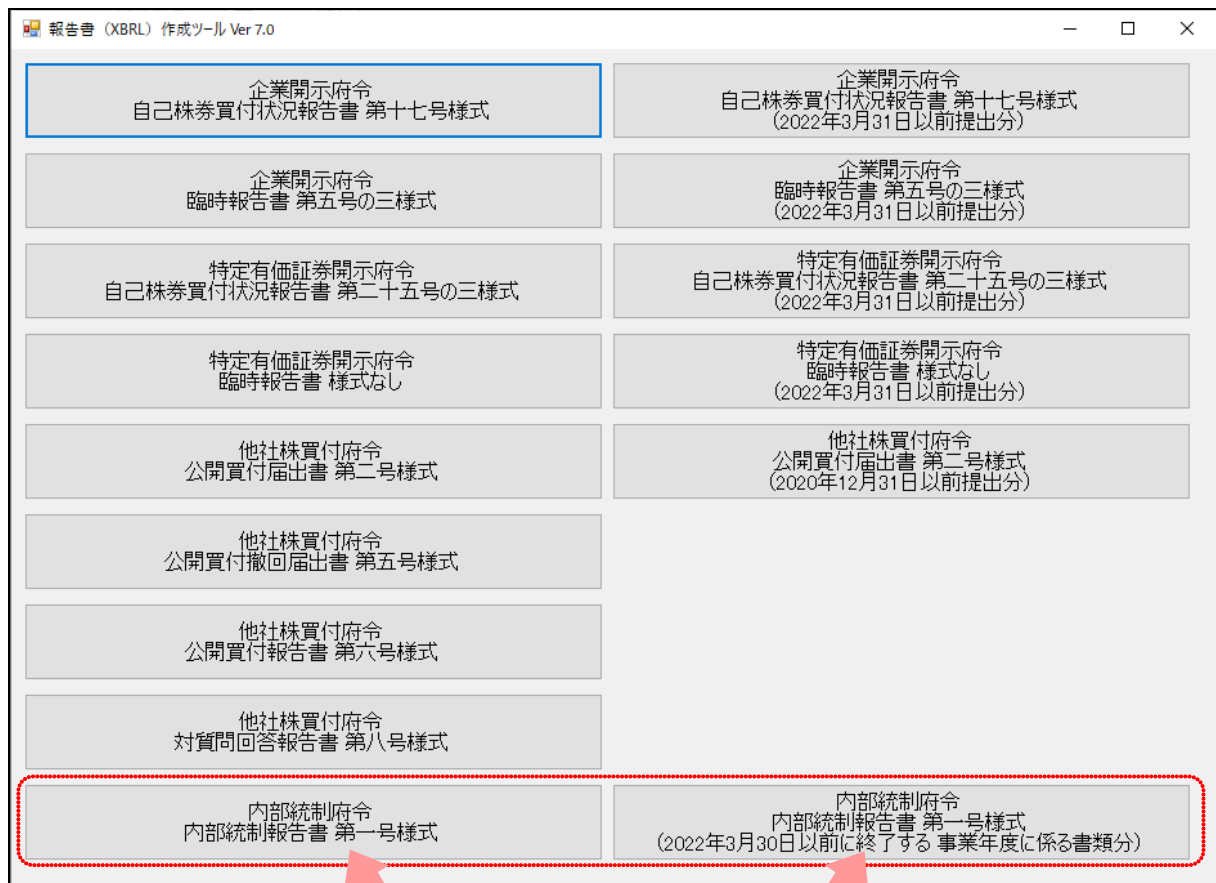 報告書（XBRL）作成ツール Ver 7.0
企業開示府令
自己株券買付状況報告書 第十七号様式
企業開示府令
自己株券買付状況報告書 第十七号様式
(2022年3月31日以前提出分)
企業開示府令
臨時報告書 第五号の三様式
企業開示府令
臨時報告書 第五号の三様式
(2022年3月31日以前提出分)
特定有価証券開示府令
自己株券買付状況報告書 第二十五号の三様式
特定有価証券開示府令
自己株券買付状況報告書 第二十五号の三様式
(2022年3月31日以前提出分)
特定有価証券開示府令
臨時報告書 様式なし
特定有価証券開示府令
臨時報告書 様式なし
(2022年3月31日以前提出分)
他社株買付府令
公開買付届出書 第二号様式
他社株買付府令
公開買付届出書 第二号様式
(2020年12月31日以前提出分)
他社株買付府令
公開買付撤回届出書 第五号様式
他社株買付府令
公開買付報告書 第六号様式
他社株買付府令
対質問回答報告書 第八号様式
内部統制府令
内部統制報告書 第一号様式
内部統制府令
内部統制報告書 第一号様式
(2022年3月30日以前に終了する 事業年度に係る書類分)